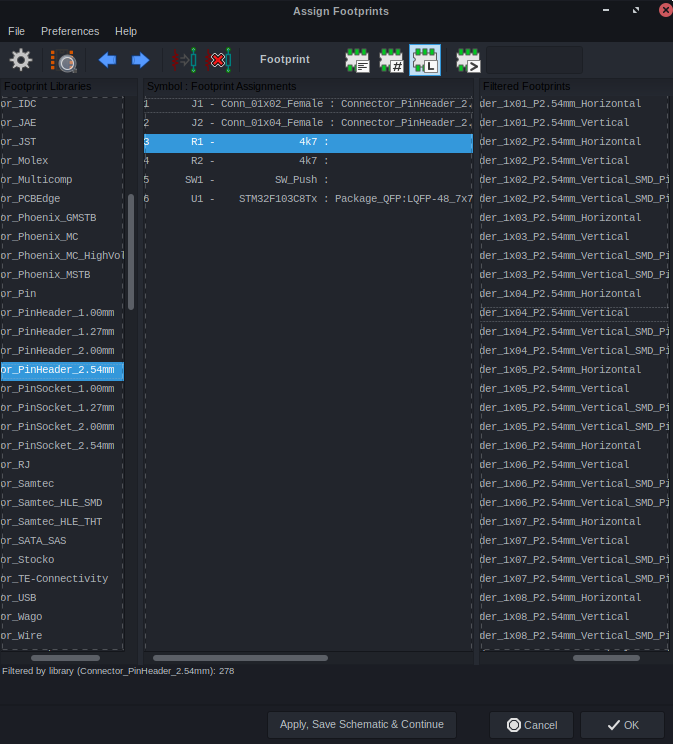 Assign Footprints
File Preferences Help
Footprint
Footprint Libraries
or_IDC
or_JAE
or_JST
or_Molex
or_Multicomp
or_PCBEdge
or_Phoenix_GMSTB
or_Phoenix_MC
or_Phoenix_MC_HighVol
or_Phoenix_MSTB
or_Pin
or_PinHeader_1.00mm
or_PinHeader_1.27mm
or_PinHeader_2.00mm
or_PinHeader_2.54mm
or_PinSocket_1.00mm
or_PinSocket_1.27mm
or_PinSocket_2.00mm
or_PinSocket_2.54mm
or_RJ
or_Samtec
or_Samtec_HLE_SMD
or_Samtec_HLE_THT
or_SATA_SAS
or_Stocko
or_TE-Connectivity
or_USB
or_Wago
or_Wire
Symbol : Footprint Assignments
1 J1 - Conn_01x02_Female : Connector_PinHeader_2.
2 J2 - Conn_01x04_Female : Connector_PinHeader_2.
3 R1 - 4k7 :
4 R2 - 4k7 :
5 SW1 - SW_Push :
6 U1 - STM32F103C8Tx : Package_QFP:LQFP-48_7x7
Filtered Footprints
der_1x01_P2.54mm_Horizontal
der_1x01_P2.54mm_Vertical
der_1x02_P2.54mm_Horizontal
der_1x02_P2.54mm_Vertical
der_1x02_P2.54mm_Vertical_SMD_Pi
der_1x02_P2.54mm_Vertical_SMD_Pi
der_1x03_P2.54mm_Horizontal
der_1x03_P2.54mm_Vertical
der_1x03_P2.54mm_Vertical_SMD_Pi
der_1x03_P2.54mm_Vertical_SMD_Pi
der_1x04_P2.54mm_Horizontal
der_1x04_P2.54mm_Vertical
der_1x04_P2.54mm_Vertical_SMD_Pi
der_1x04_P2.54mm_Vertical_SMD_Pi
der_1x05_P2.54mm_Horizontal
der_1x05_P2.54mm_Vertical
der_1x05_P2.54mm_Vertical_SMD_Pi
der_1x05_P2.54mm_Vertical_SMD_Pi
der_1x06_P2.54mm_Horizontal
der_1x06_P2.54mm_Vertical
der_1x06_P2.54mm_Vertical_SMD_Pi
der_1x06_P2.54mm_Vertical_SMD_Pi
der_1x07_P2.54mm_Horizontal
der_1x07_P2.54mm_Vertical
der_1x07_P2.54mm_Vertical_SMD_Pi
der_1x07_P2.54mm_Vertical_SMD_Pi
der_1x08_P2.54mm_Horizontal
der_1x08_P2.54mm_Vertical
der_1x08_P2.54mm_Vertical_SMD_Pi
Filtered by library (Connector_PinHeader_2.54mm): 278
Apply, Save Schematic & Continue
Cancel
OK